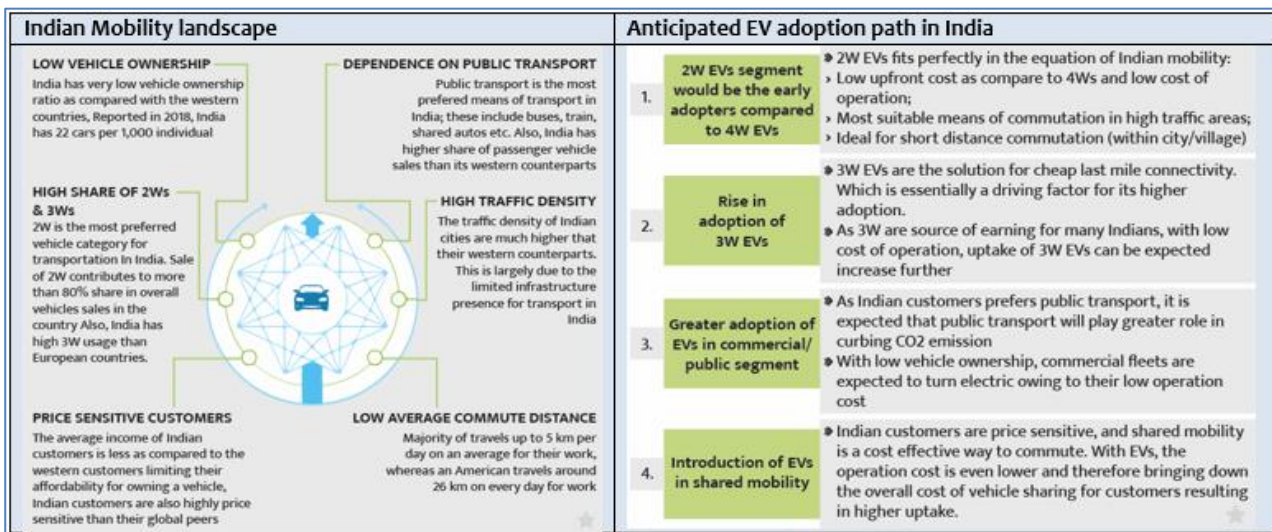 Indian Mobility landscape
LOW VEHICLE OWNERSHIP
India has very low vehicle ownership
ratio as compared with the western
countries, Reported in 2018, India
has 22 cars per 1,000 individual
DEPENDENCE ON PUBLIC TRANSPORT
Public transport is the most
prefered means of transport in
India; these include buses, train,
shared autos etc. Also, India has
higher share of passenger vehicle
sales than its western counterparts
HIGH SHARE OF 2Ws
& 3Ws
2W is the most preferred
vehicle category for
transportation In India. Sale
of 2W contributes to more
than 80% share in overall
vehicles sales in the
country Also, India has
high 3W usage than
European countries.
HIGH TRAFFIC DENSITY
The traffic density of Indian
cities are much higher that
their western counterparts.
This is largely due to the
limited infrastructure
presence for transport in
India
PRICE SENSITIVE CUSTOMERS
The average income of Indian
customers is less as compared to the
western customers limiting their
affordability for owning a vehicle,
Indian customers are also highly price
sensitive than their global peers
LOW AVERAGE COMMUTE DISTANCE
Majority of travels up to 5 km per
day on an average for their work,
whereas an American travels around
26 km on every day for work
Anticipated EV adoption path in India
1.
2W EVs segment
would be the early
adopters compared
to 4W EVs
2W EVs fits perfectly in the equation of Indian mobility:
› Low upfront cost as compare to 4Ws and low cost of
operation;
› Most suitable means of commutation in high traffic areas;
› Ideal for short distance commutation (within city/village)
2.
Rise in
adoption of
3W EVs
3W EVs are the solution for cheap last mile connectivity.
Which is essentially a driving factor for its higher
adoption.
As 3W are source of earning for many Indians, with low
cost of operation, uptake of 3W EVs can be expected
increase further
3.
Greater adoption of
EVs in commercial/
public segment
As Indian customers prefers public transport, it is
expected that public transport will play greater role in
curbing CO2 emission
With low vehicle ownership, commercial fleets are
expected to turn electric owing to their low operation
cost
4.
Introduction of EVs
in shared mobility
Indian customers are price sensitive, and shared mobility
is a cost effective way to commute. With EVs, the
operation cost is even lower and therefore bringing down
the overall cost of vehicle sharing for customers resulting
in higher uptake.